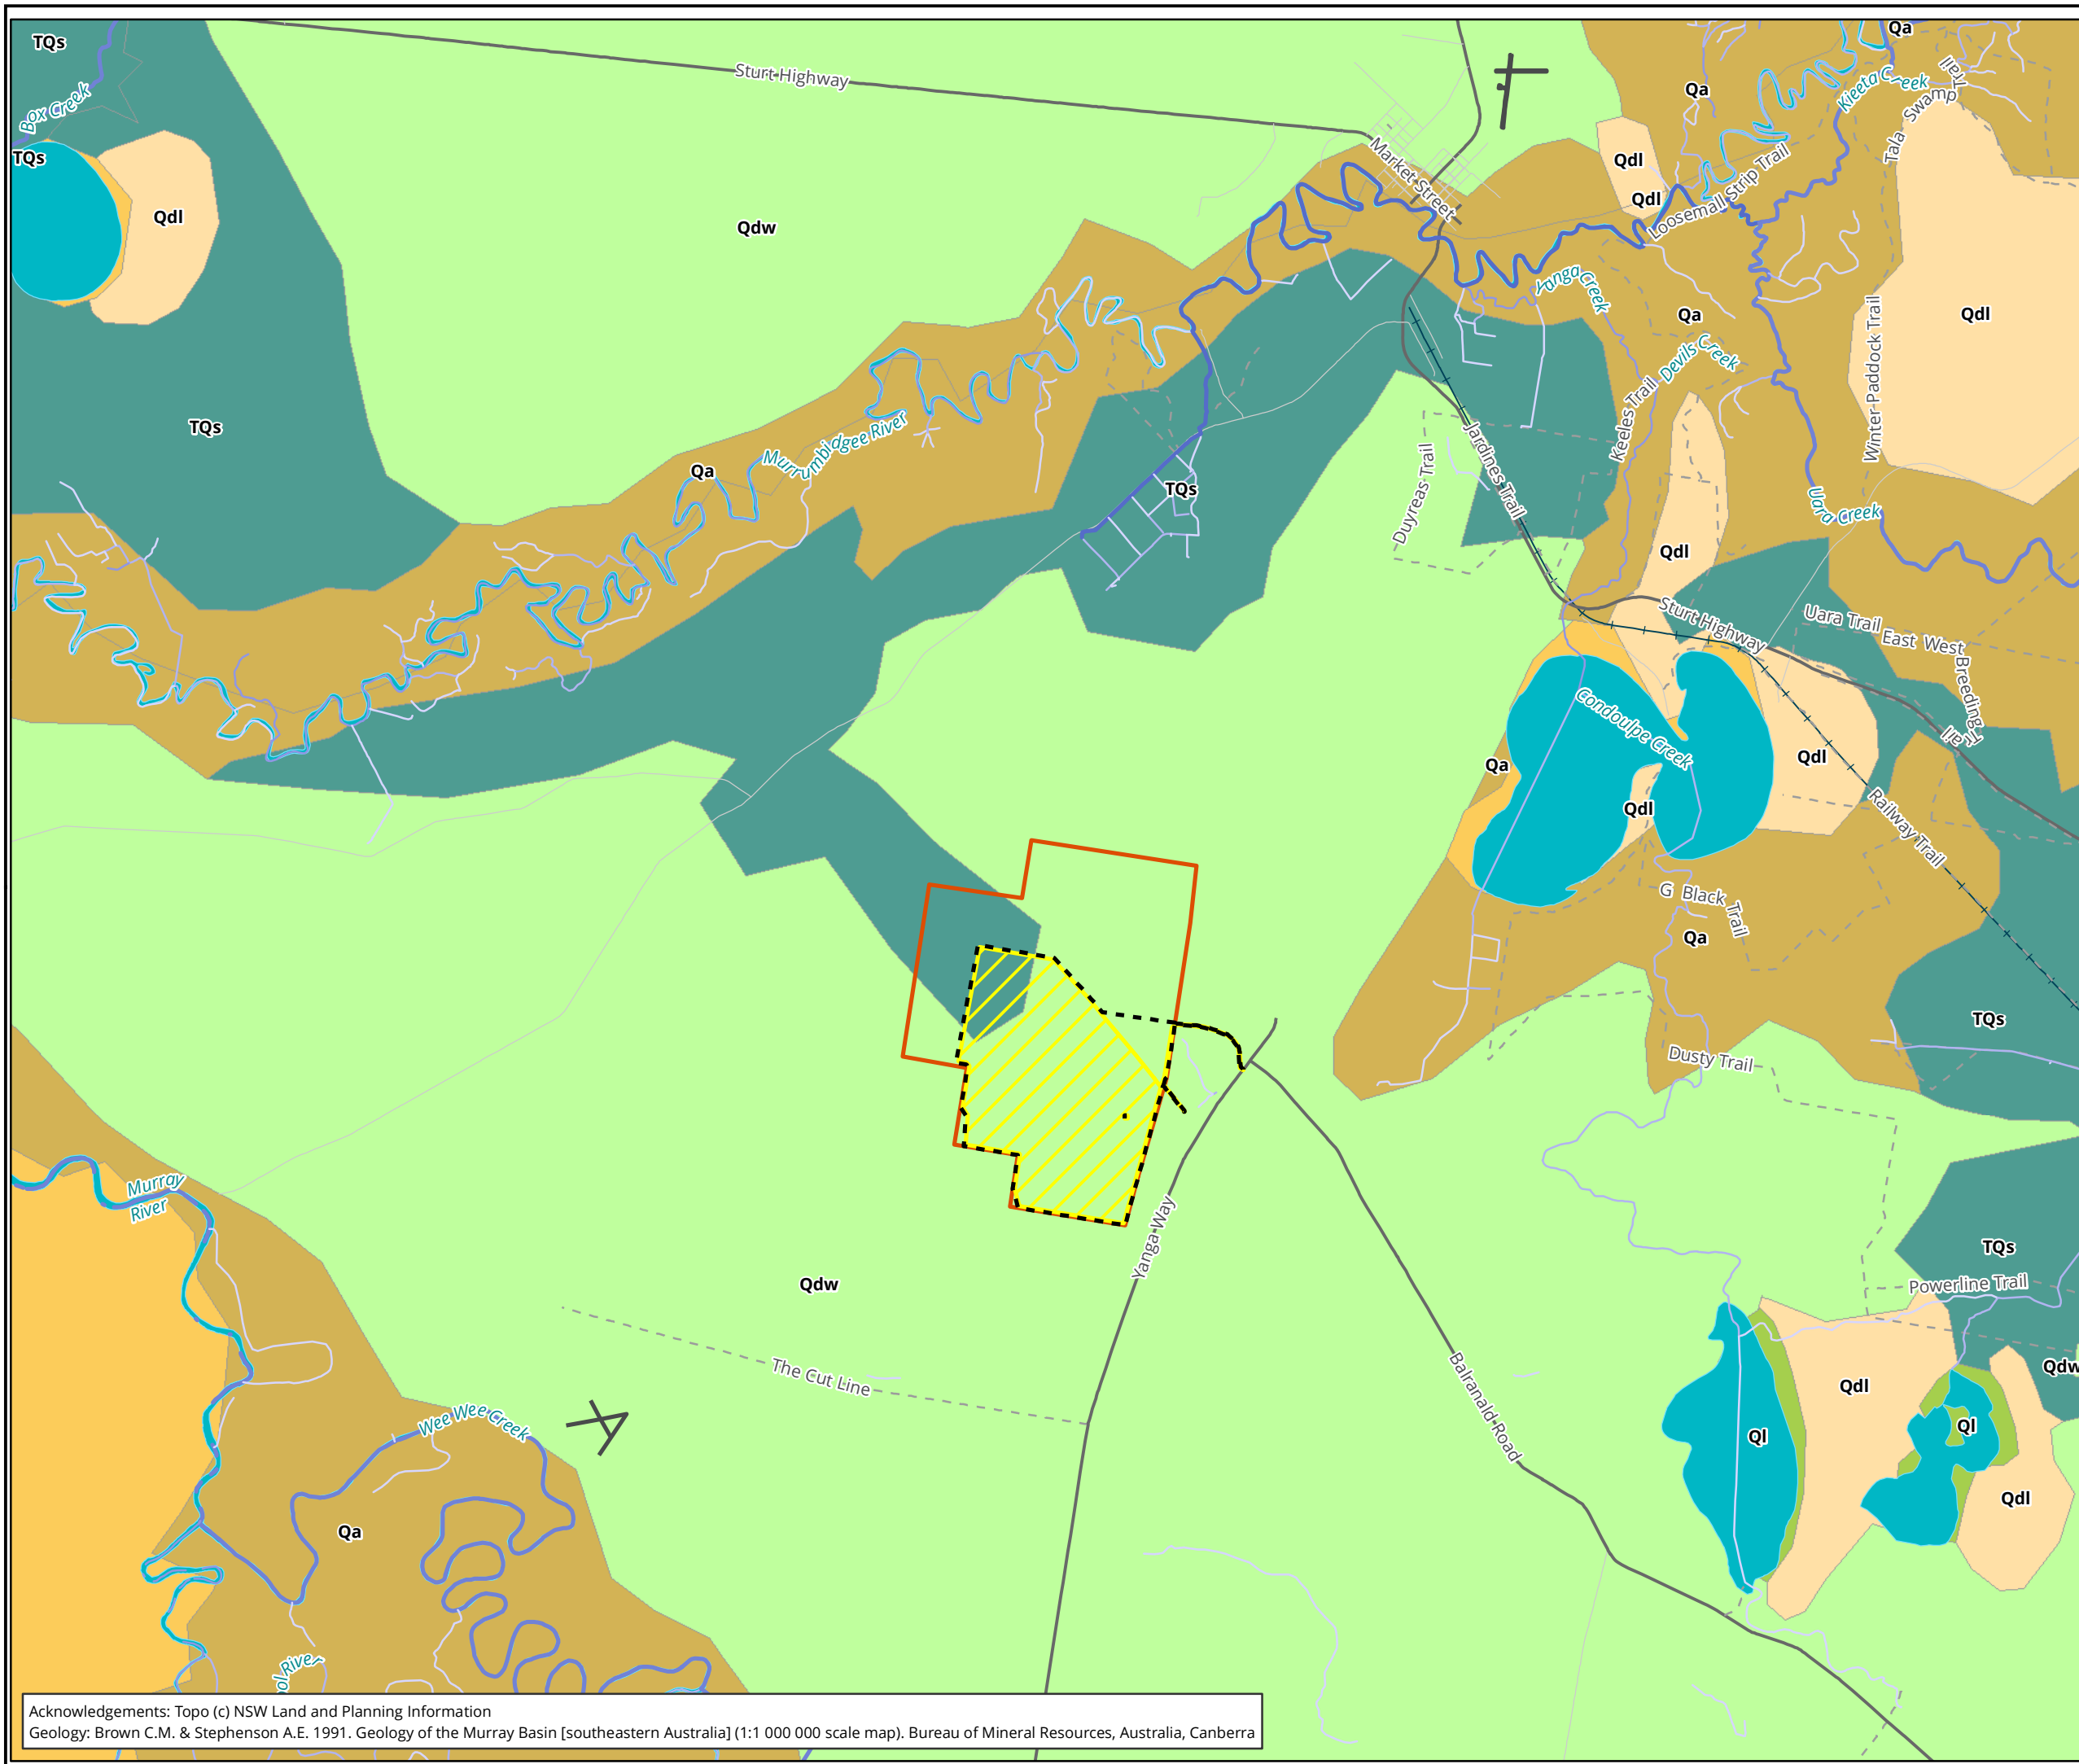 TQs
Qa
Sturt Highway
Kieeta Creek
Trail
Qa
Box Creek
Tala Swamp
TQs
Market Street
Qdl
Loosemall Strip Trail
Qdl
Qdl
Qdw
Yanga Creek
Qa
Qdl
Winter Paddock Trail
Devils Creek
Keeles Trail
TQs
Murrumbidgee River
Qa
Jardines Trail
Duyreas Trail
TQs
Uara Creek
Qdl
Sturt Highway
Uara Trail
East West
Breeding
Trail
Condoulpe Creek
Qa
Qdl
Qdl
Railway Trail
G Black Trail
Qa
TQs
Dusty Trail
Murray
River
Yanga Way
TQs
Qdw
Powerline Trail
The Cut Line
Balranald Road
Qdw
Qdl
Wee Wee Creek
Ql
Ql
Qdl
Qa
ool River
Acknowledgements: Topo (c) NSW Land and Planning Information
Geology: Brown C.M. & Stephenson A.E. 1991. Geology of the Murray Basin [southeastern Australia] (1:1 000 000 scale map). Bureau of Mineral Resources, Australia, Canberra